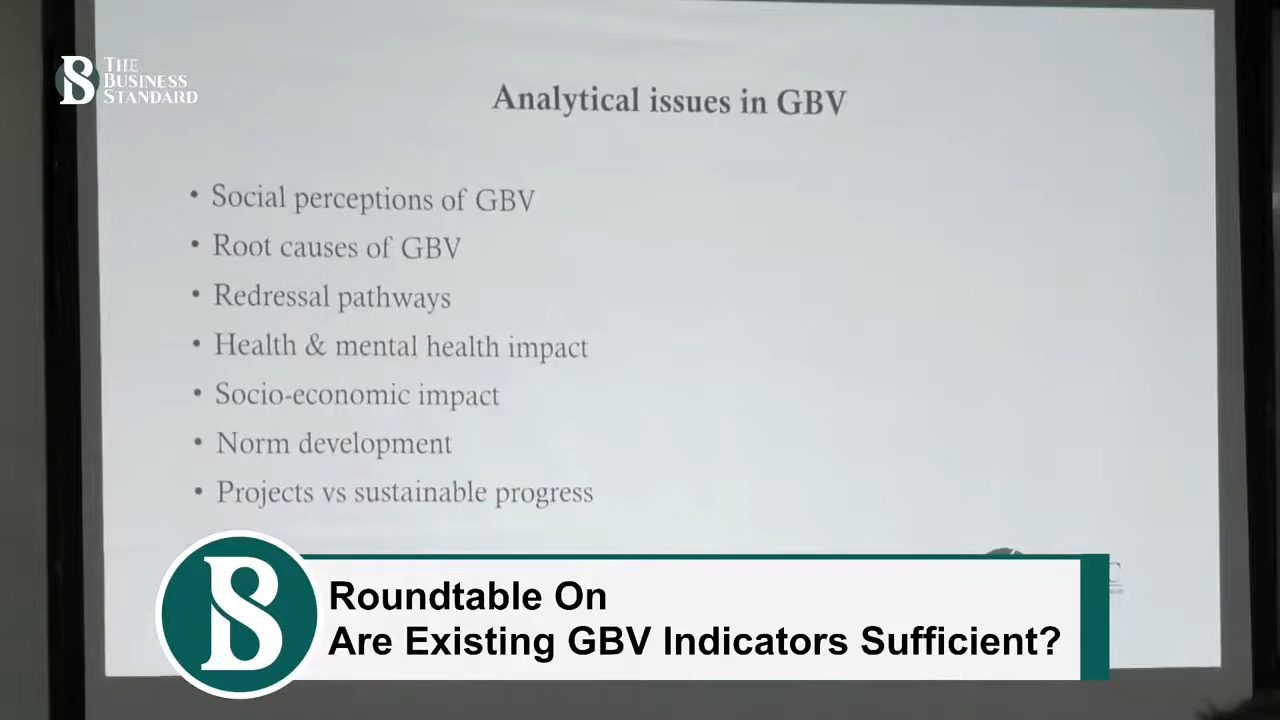 THE
BUSINESS
STANDARD
Analytical issues in GBV
• Social perceptions of GBV
• Root causes of GBV
• Redressal pathways
• Health & mental health impact
• Socio-economic impact
• Norm development
• Projects vs sustainable progress
Roundtable On
Are Existing GBV Indicators Sufficient?